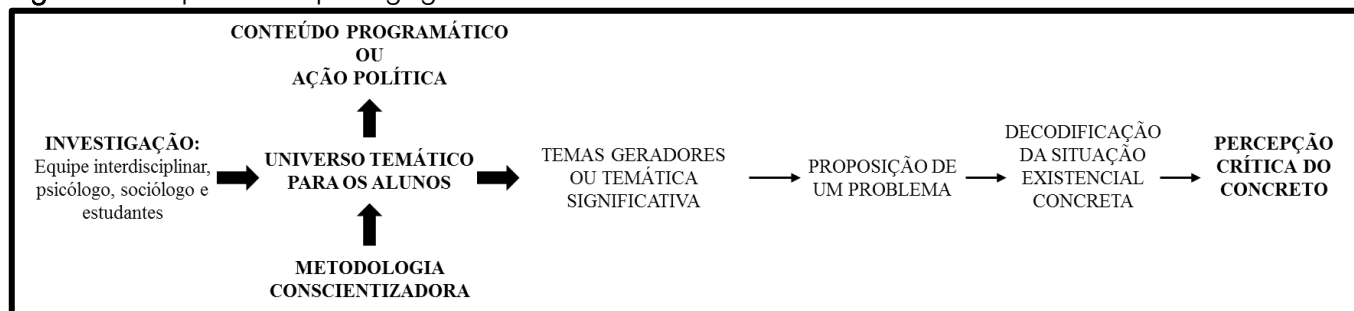 CONTEÚDO PROGRAMÁTICO
OU
AÇÃO POLÍTICA
INVESTIGAÇÃO:
Equipe interdisciplinar,
psicólogo, sociólogo e
estudantes
UNIVERSO TEMÁTICO
PARA OS ALUNOS
METODOLOGIA
CONSCIENTIZADORA
TEMAS GERADORES
OU TEMÁTICA
SIGNIFICATIVA
PROPOSIÇÃO DE
UM PROBLEMA
DECODIFICAÇÃO
DA SITUAÇÃO
EXISTENCIAL
CONCRETA
PERCEPÇÃO
CRÍTICA DO
CONCRETO